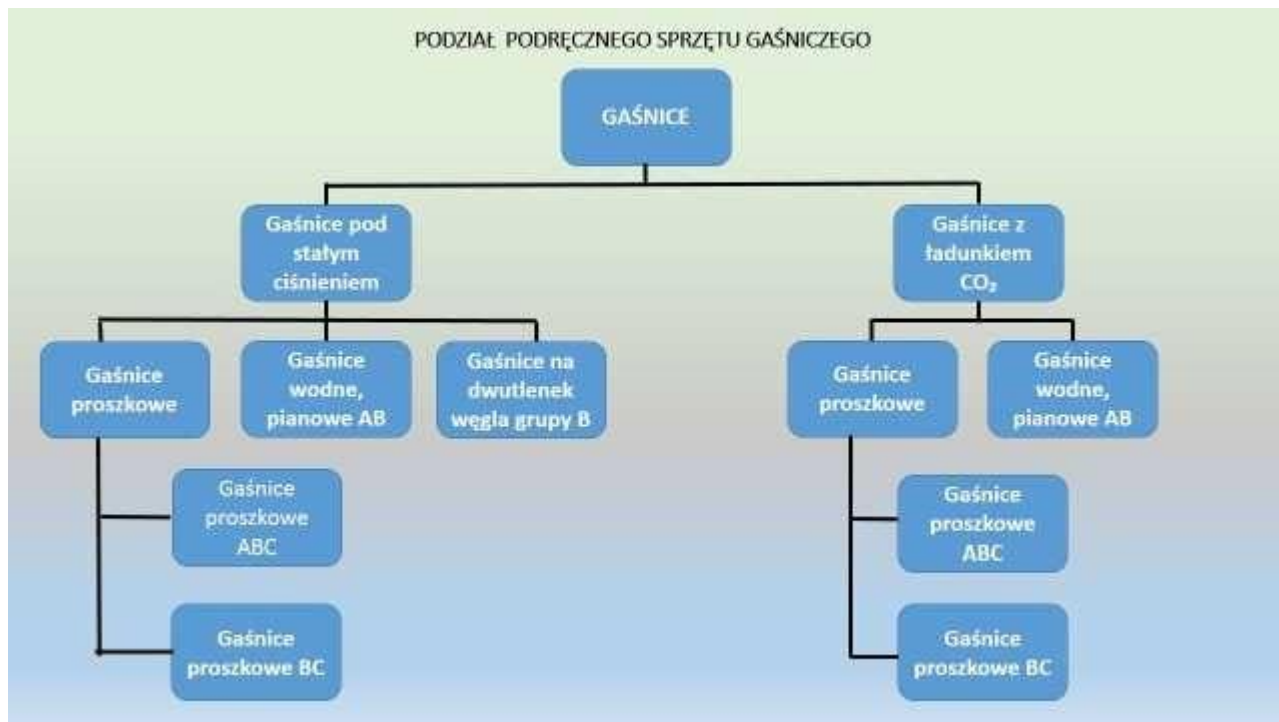 PODZIAŁ PODRĘCZNEGO SPRZĘTU GAŚNICZEGO
GAŚNICE
Gaśnice pod
stałym
ciśnieniem
Gaśnice z
ładunkiem
CO₂
Gaśnice
proszkowe
Gaśnice
wodne,
pianowe AB
Gaśnice na
dwutlenek
węgla grupy B
Gaśnice
proszkowe
Gaśnice
wodne,
pianowe AB
Gaśnice
proszkowe
ABC
Gaśnice
proszkowe
ABC
Gaśnice
proszkowe BC
Gaśnice
proszkowe BC